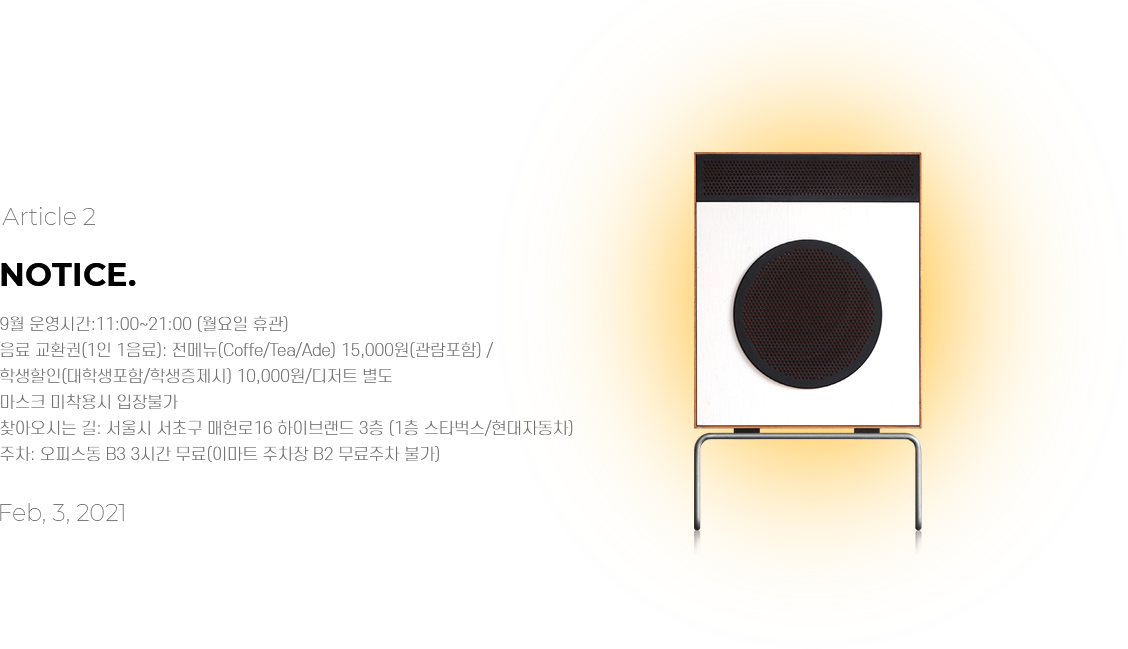 Article 2
NOTICE.
9월 운영시간:11:00~21:00 (월요일 휴관)
음료 교환권(1인 1음료): 전메뉴(Coffe/Tea/Ade) 15,000원(관람포함) /
학생할인(대학생포함/학생증제시) 10,000원/디저트 별도
마스크 미착용시 입장불가
찾아오시는 길: 서울시 서초구 매헌로16 하이브랜드 3층 (1층 스타벅스/현대자동차)
주차: 오피스동 B3 3시간 무료(이마트 주차장 B2 무료주차 불가)
Feb, 3, 2021